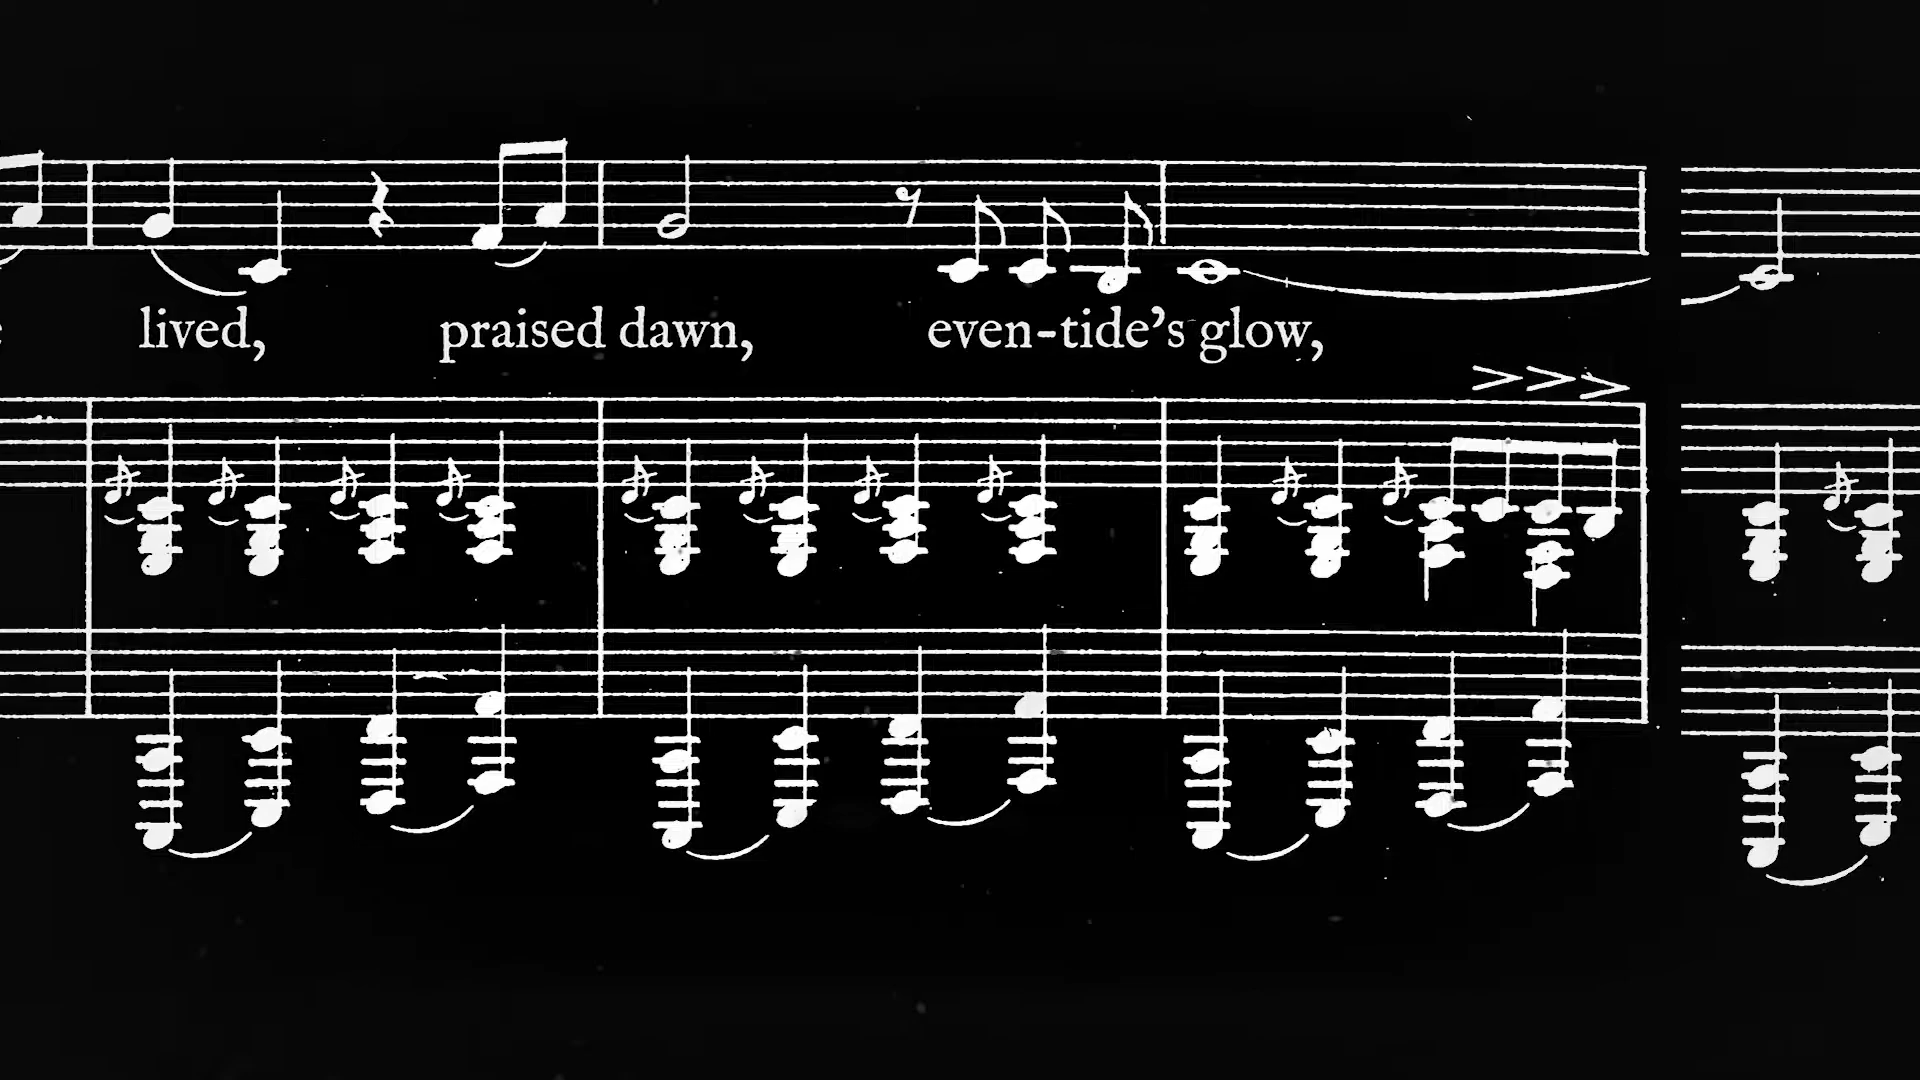 lived, praised dawn, even-tide’s glow,